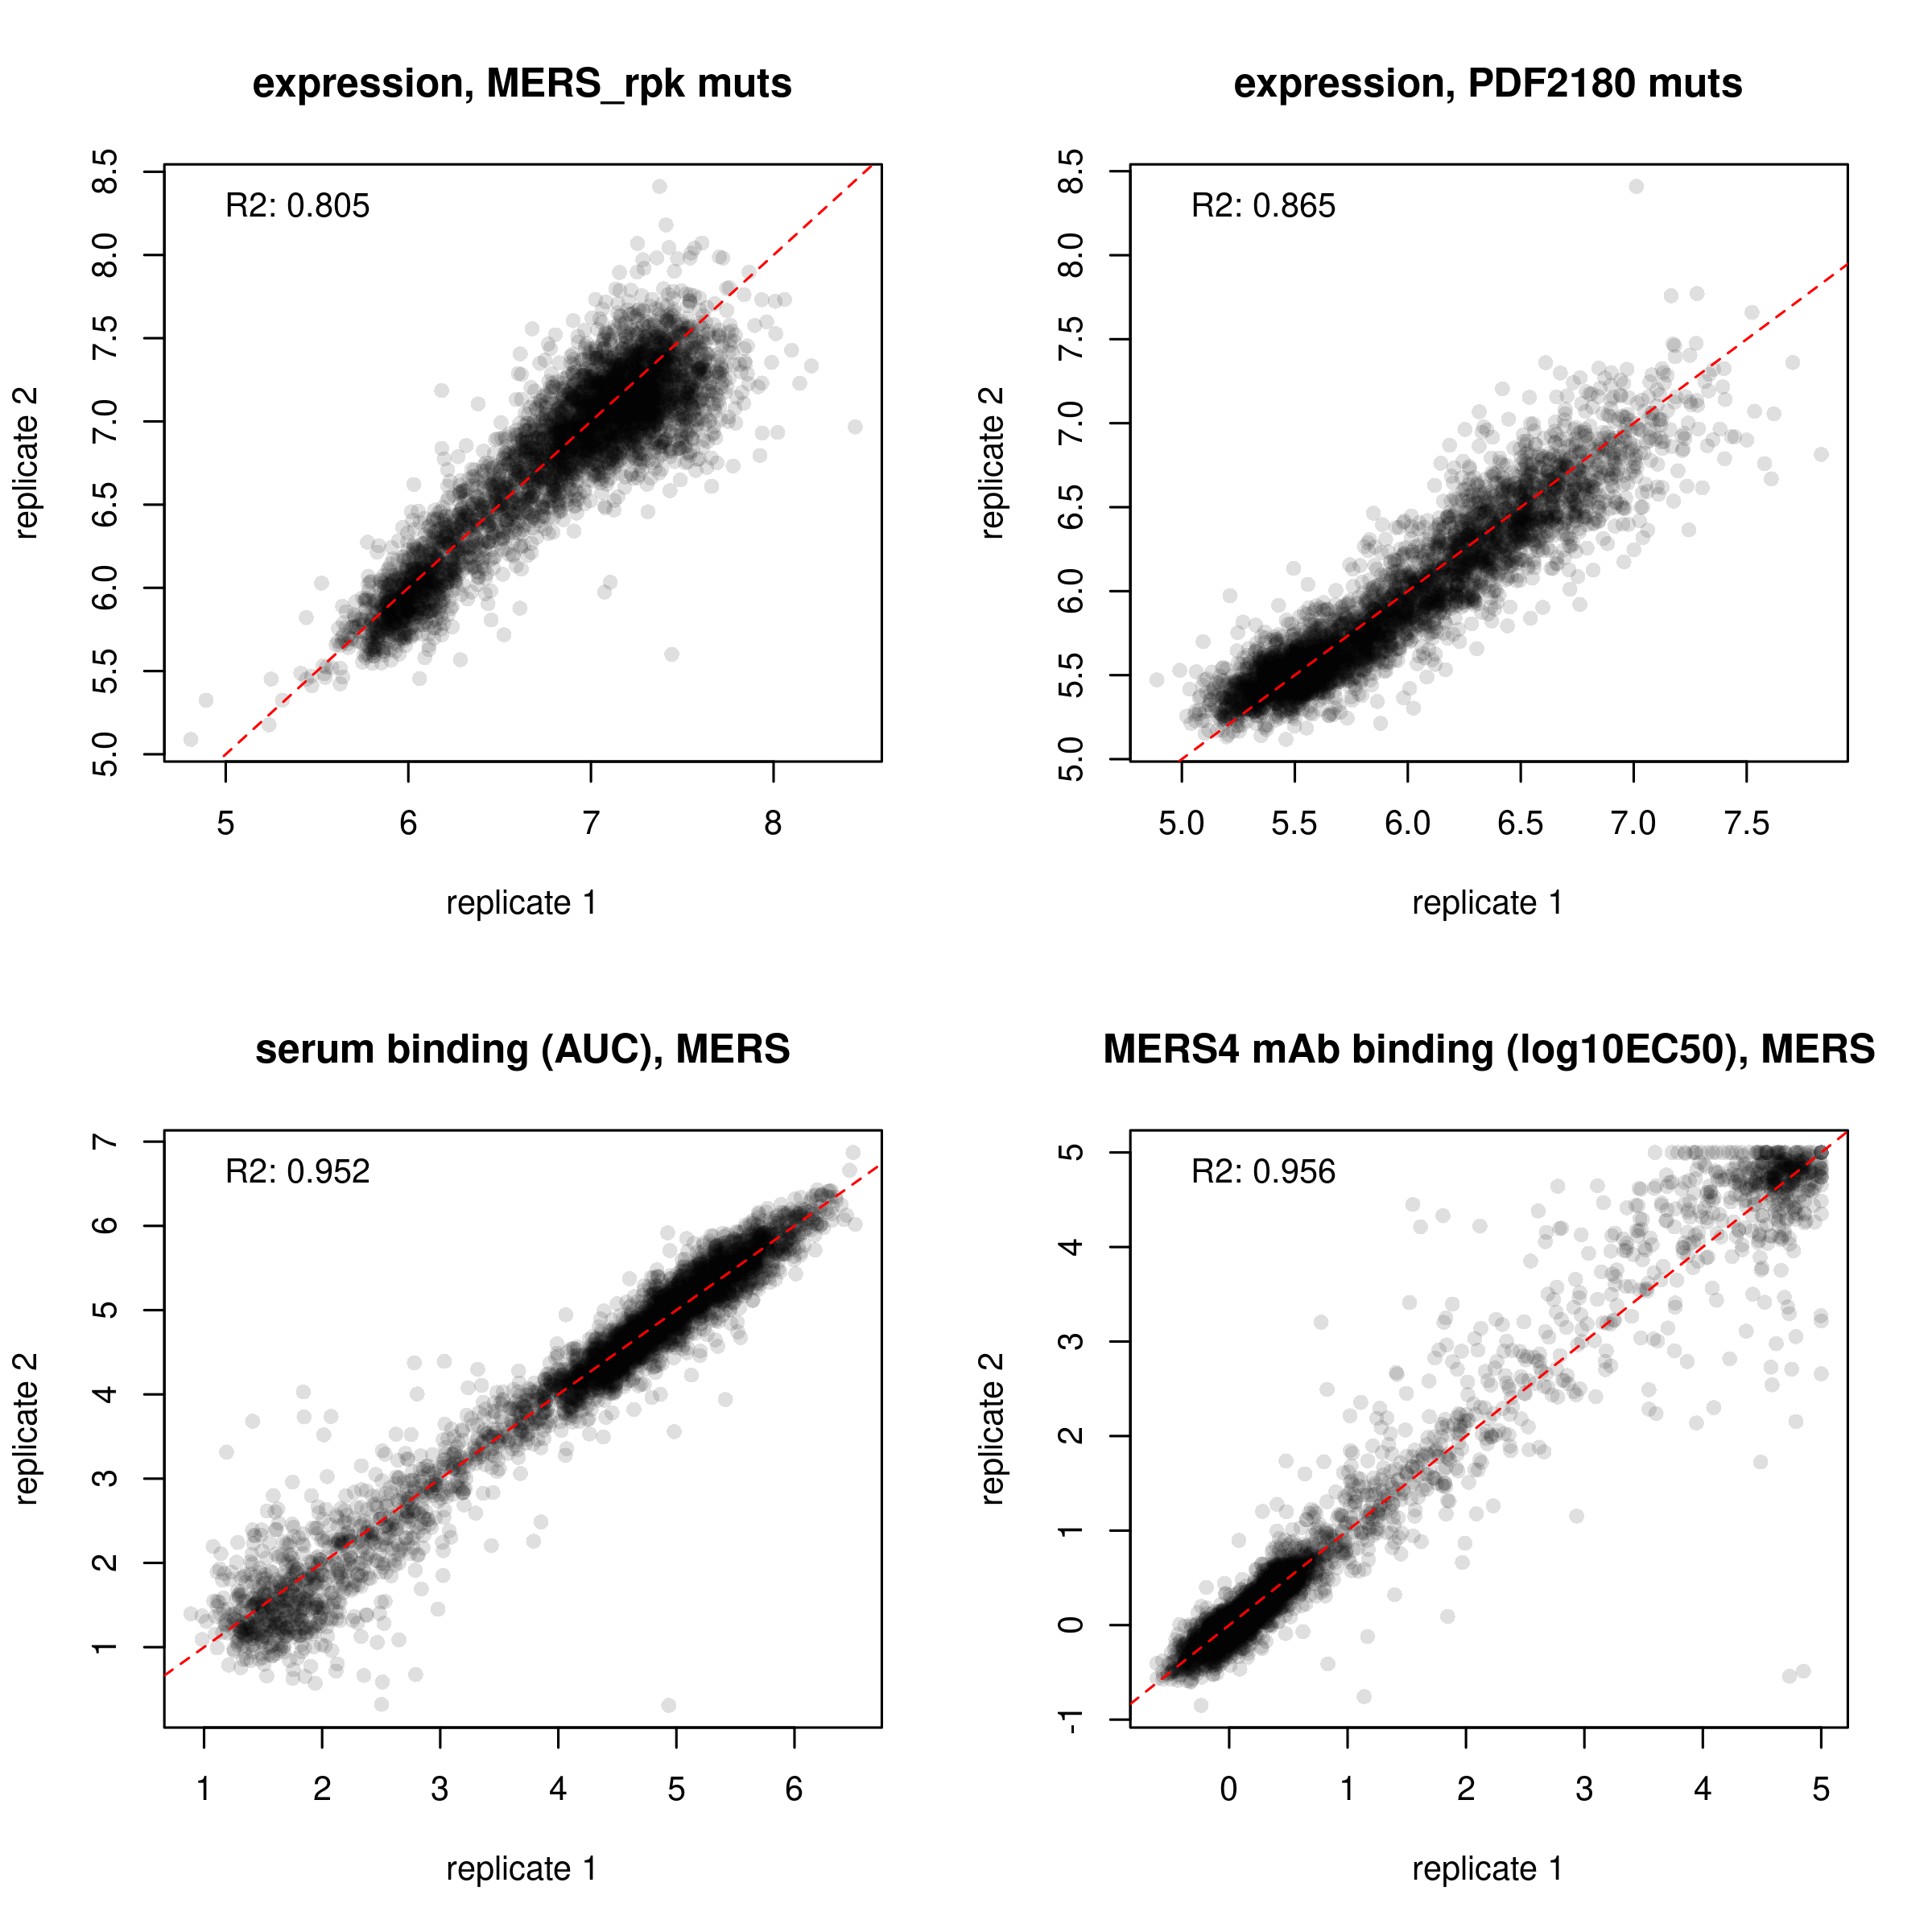 expression, MERS_rpk muts
R2: 0.805
replicate 2
8.5
8.0
7.5
7.0
6.5
6.0
5.5
5.0
5 6 7 8
replicate 1
expression, PDF2180 muts
R2: 0.865
replicate 2
8.5
8.0
7.5
7.0
6.5
6.0
5.5
5.0
5.0 5.5 6.0 6.5 7.0 7.5
replicate 1
serum binding (AUC), MERS
R2: 0.952
replicate 2
7
6
5
4
3
2
1
1 2 3 4 5 6
replicate 1
MERS4 mAb binding (log10EC50), MERS
R2: 0.956
replicate 2
5
4
3
2
1
0
-1
0 1 2 3 4 5
replicate 1